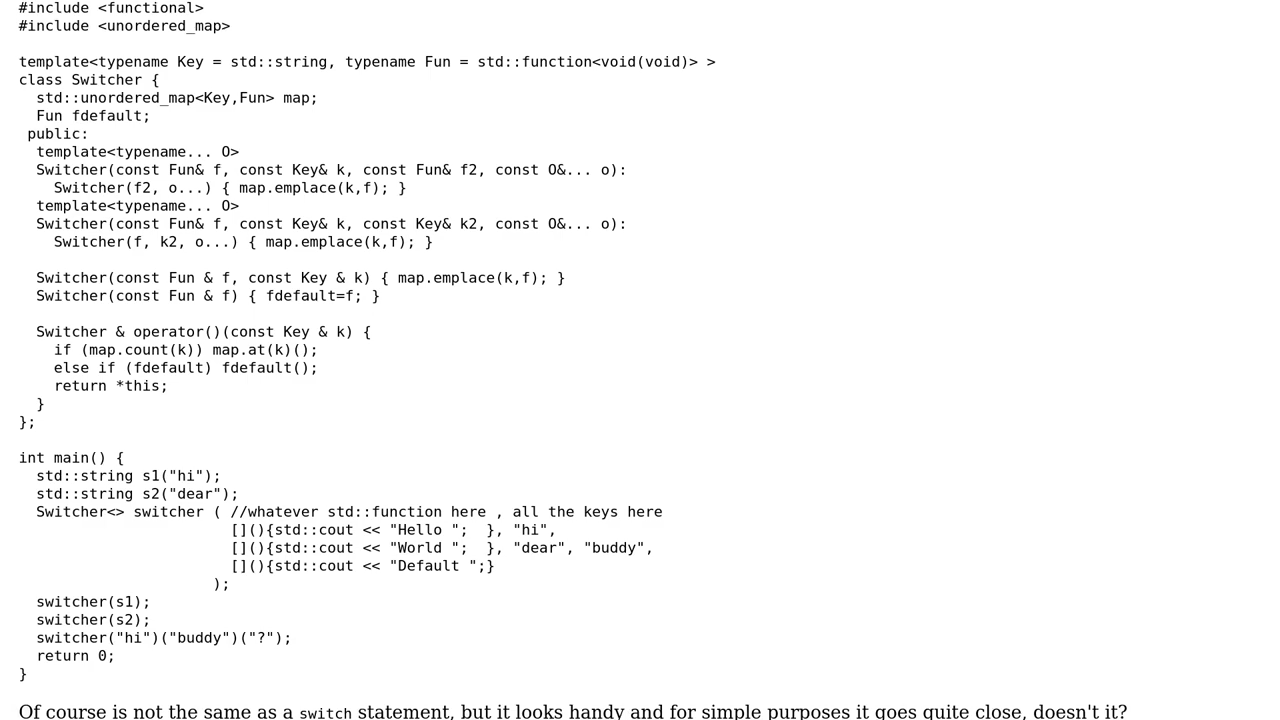 #include <functional>
#include <unordered_map>

template<typename Key = std::string, typename Fun = std::function<void(void)> >
class Switcher {
  std::unordered_map<Key,Fun> map;
  Fun fdefault;
 public:
  template<typename... O>
  Switcher(const Fun& f, const Key& k, const Fun& f2, const O&... o):
    Switcher(f2, o...) { map.emplace(k,f); }
  template<typename... O>
  Switcher(const Fun& f, const Key& k, const Key& k2, const O&... o):
    Switcher(f, k2, o...) { map.emplace(k,f); }

  Switcher(const Fun & f, const Key & k) { map.emplace(k,f); }
  Switcher(const Fun & f) { fdefault=f; }

  Switcher & operator()(const Key & k) {
    if (map.count(k)) map.at(k)();
    else if (fdefault) fdefault();
    return *this;
  }
};

int main() {
  std::string s1("hi");
  std::string s2("dear");
  Switcher<> switcher ( //whatever std::function here , all the keys here
                        [](){std::cout << "Hello ";  }, "hi",
                        [](){std::cout << "World ";  }, "dear", "buddy",
                        [](){std::cout << "Default ";}
                      );
  switcher(s1);
  switcher(s2);
  switcher("hi")("buddy")("?");
  return 0;
}

Of course is not the same as a switch statement, but it looks handy and for simple purposes it goes quite close, doesn't it?